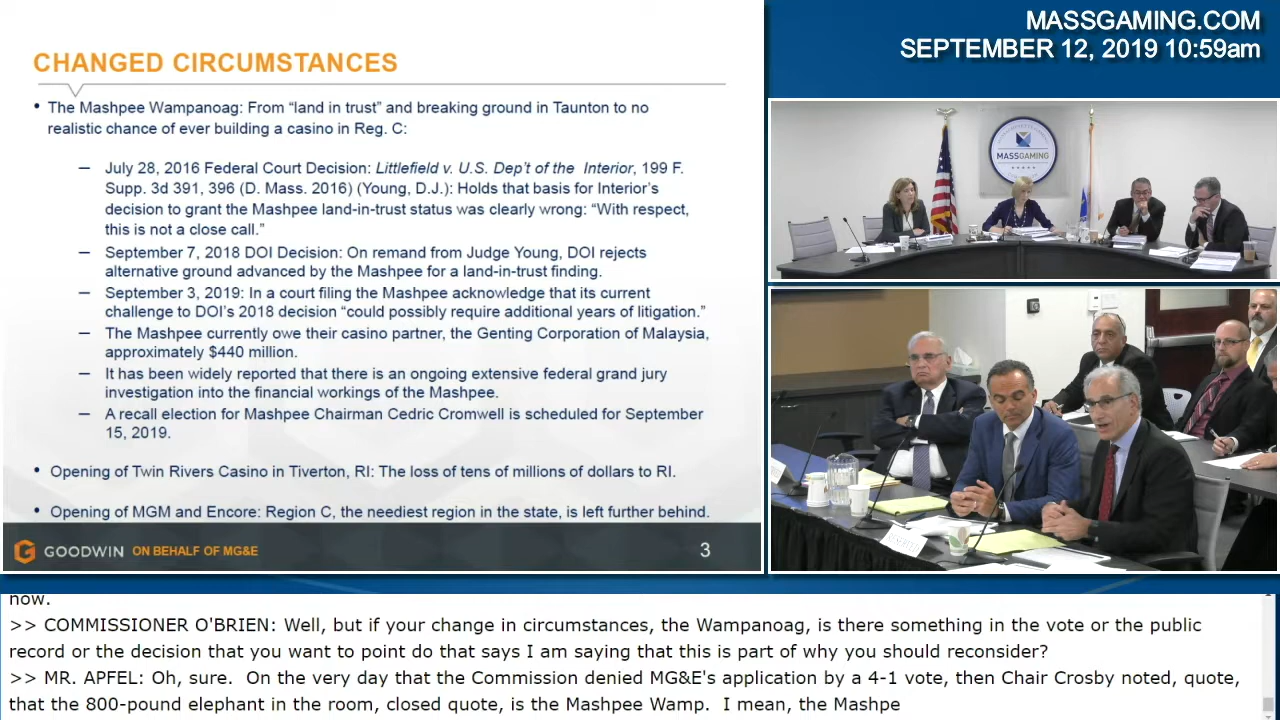 MASSGAMING.COM
SEPTEMBER 12, 2019 10:59am
CHANGED CIRCUMSTANCES
• The Mashpee Wampanoag: From “land in trust” and breaking ground in Taunton to no
realistic chance of ever building a casino in Reg. C:
– July 28, 2016 Federal Court Decision: Littlefield v. U.S. Dep’t of the Interior, 199 F.
Supp. 3d 391, 396 (D. Mass. 2016) (Young, D.J.): Holds that basis for Interior’s
decision to grant the Mashpee land-in-trust status was clearly wrong: “With respect,
this is not a close call.”
– September 7, 2018 DOI Decision: On remand from Judge Young, DOI rejects
alternative ground advanced by the Mashpee for a land-in-trust finding.
– September 3, 2019: In a court filing the Mashpee acknowledge that its current
challenge to DOI’s 2018 decision “could possibly require additional years of litigation.”
– The Mashpee currently owe their casino partner, the Genting Corporation of Malaysia,
approximately $440 million.
– It has been widely reported that there is an ongoing extensive federal grand jury
investigation into the financial workings of the Mashpee.
– A recall election for Mashpee Chairman Cedric Cromwell is scheduled for September
15, 2019.
• Opening of Twin Rivers Casino in Tiverton, RI: The loss of tens of millions of dollars to RI.
• Opening of MGM and Encore: Region C, the neediest region in the state, is left further behind.
GOODWIN ON BEHALF OF MG&E
3
MASSGAMING
now.
>> COMMISSIONER O'BRIEN: Well, but if your change in circumstances, the Wampanoag, is there something in the vote or the public
record or the decision that you want to point do that says I am saying that this is part of why you should reconsider?
>> MR. APFEL: Oh, sure. On the very day that the Commission denied MG&E's application by a 4-1 vote, then Chair Crosby noted, quote,
that the 800-pound elephant in the room, closed quote, is the Mashpee Wamp. I mean, the Mashpe